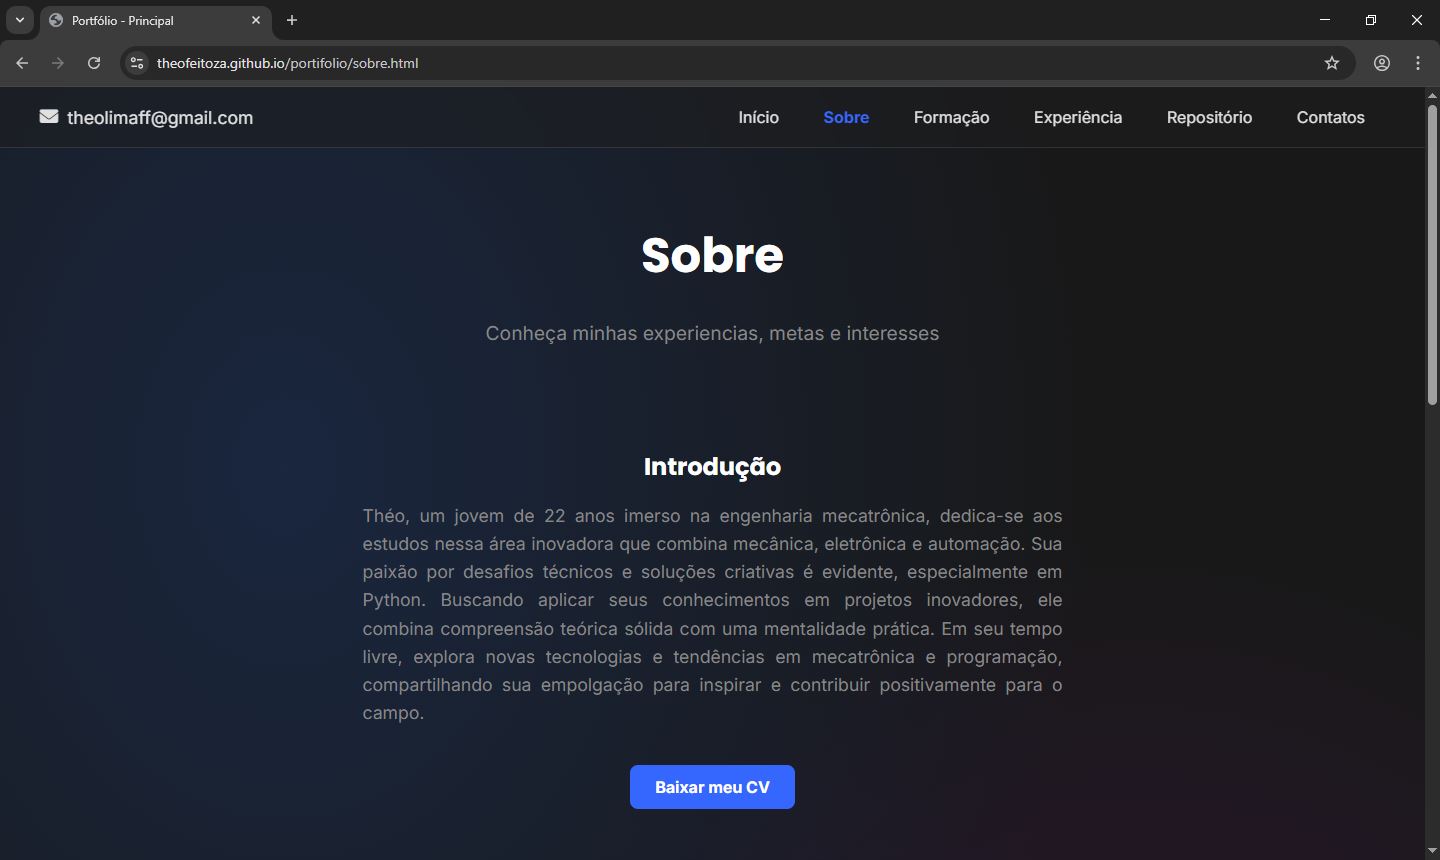 Portfólio - Principal
theofeitoza.github.io/portifolio/sobre.html
theolimaff@gmail.com Início Sobre Formação Experiência Repositório Contatos
Sobre
Conheça minhas experiencias, metas e interesses
Introdução
Théo, um jovem de 22 anos imerso na engenharia mecatrônica, dedica-se aos
estudos nessa área inovadora que combina mecânica, eletrônica e automação. Sua
paixão por desafios técnicos e soluções criativas é evidente, especialmente em
Python. Buscando aplicar seus conhecimentos em projetos inovadores, ele
combina compreensão teórica sólida com uma mentalidade prática. Em seu tempo
livre, explora novas tecnologias e tendências em mecatrônica e programação,
compartilhando sua empolgação para inspirar e contribuir positivamente para o
campo.
Baixar meu CV